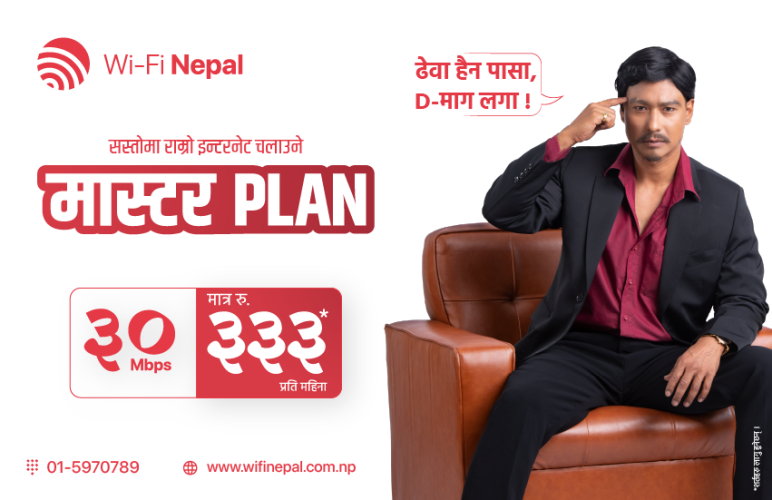 Wi-Fi Nepal
ढेवा हैन पासा,
D-माग लगा !
सस्तोमा राम्रो इन्टरनेट चलाउने
मास्टर PLAN
३० Mbps
मात्र रु.
३३३*
प्रति महिना
01-5970789
www.wifinepal.com.np